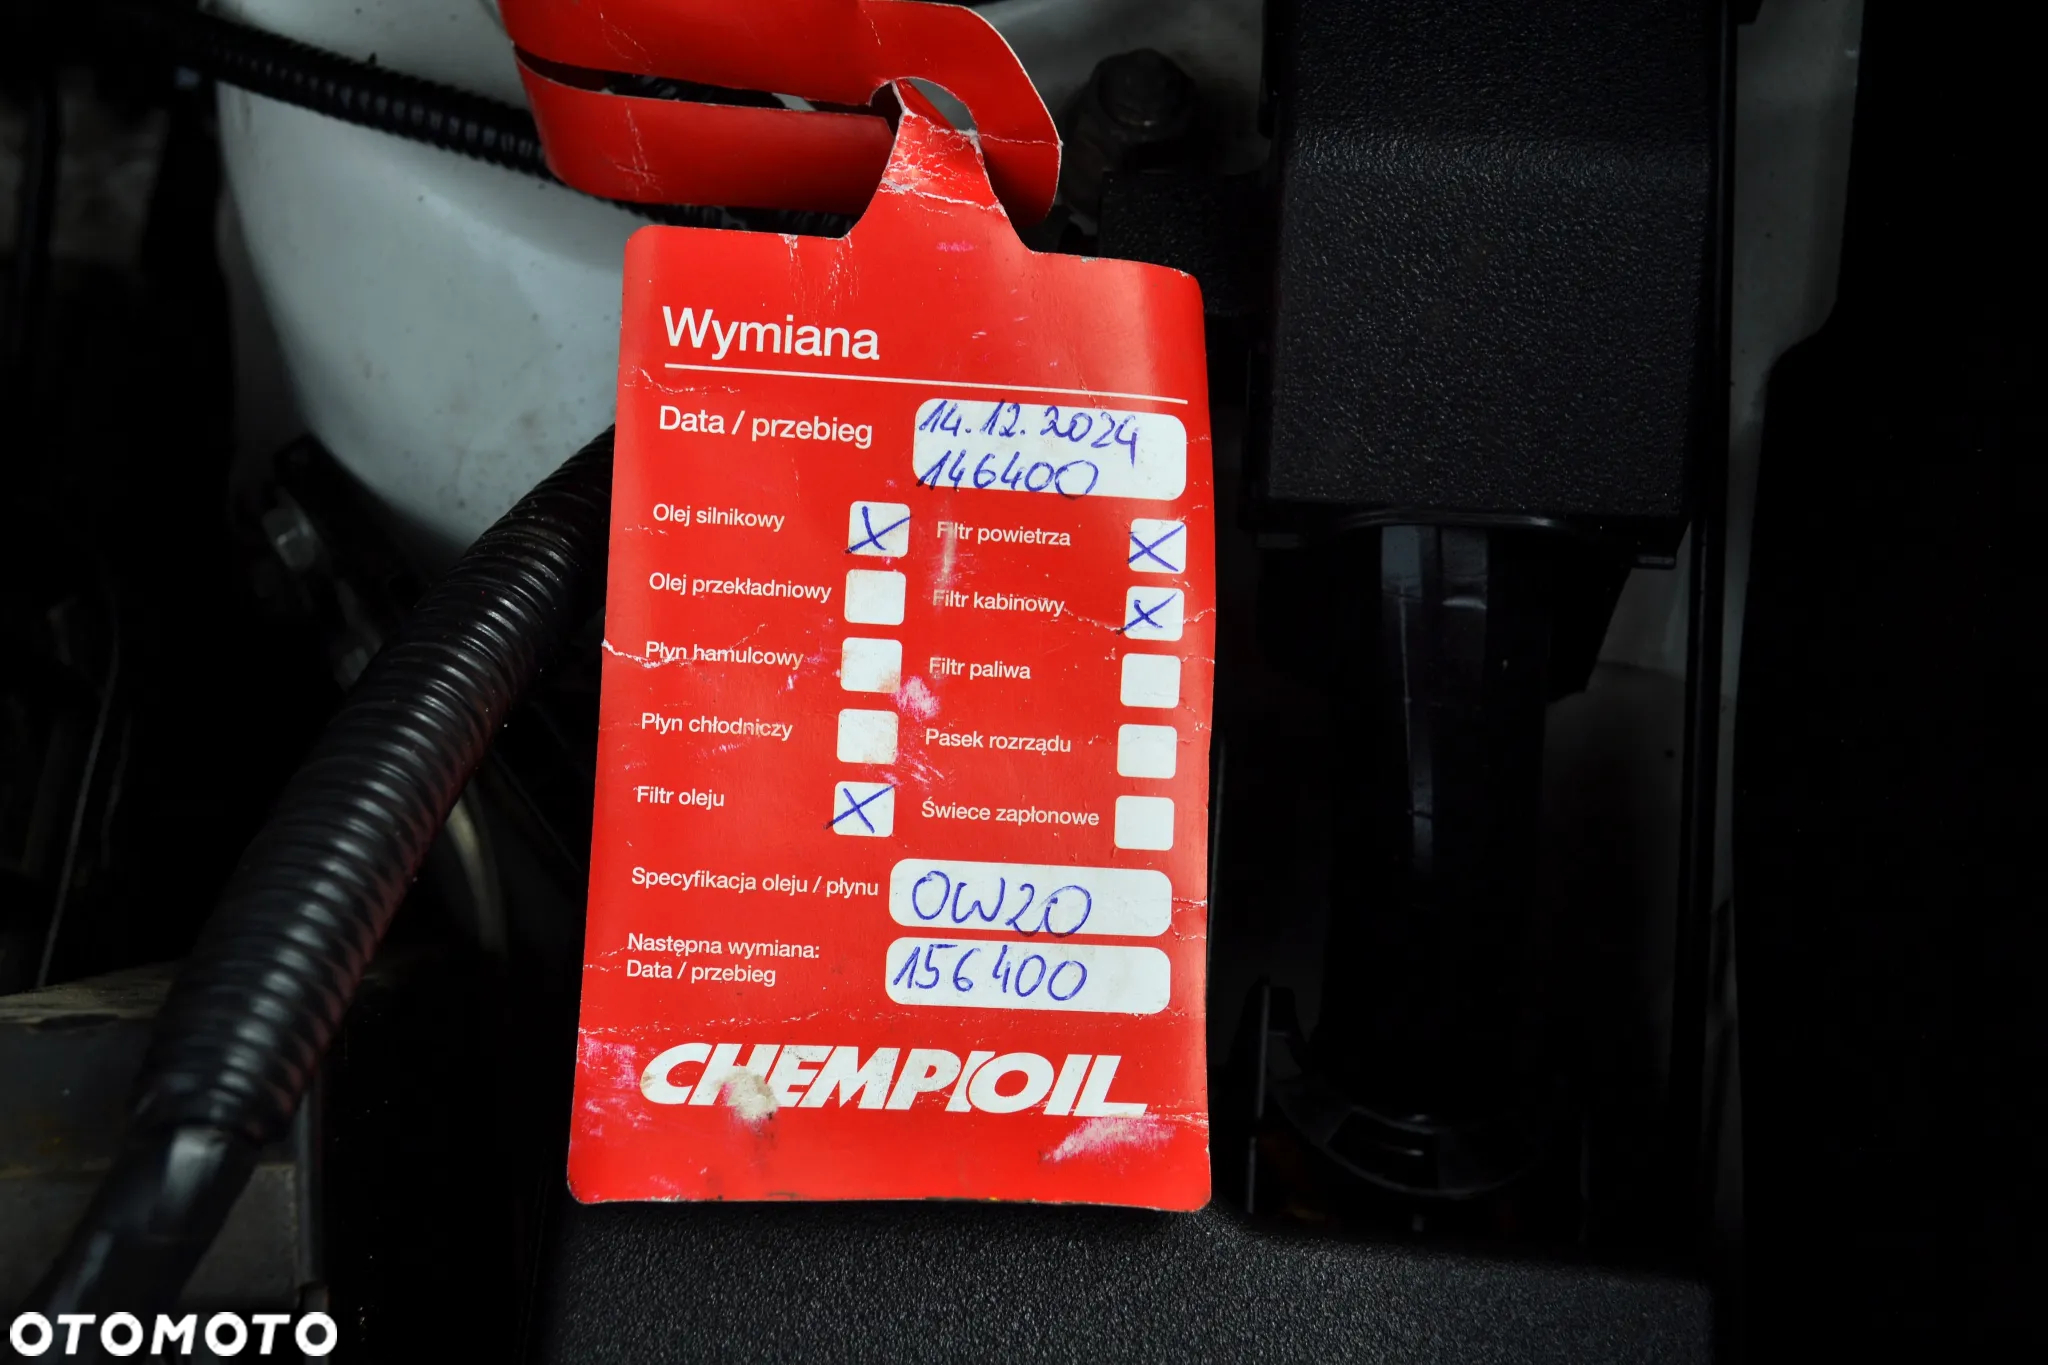 Wymiana
Data / przebieg
14.12.2024
146400
Olej silnikowy X
Filtr powietrza X
Olej przekładniowy
Filtr kabinowy X
Płyn hamulcowy
Filtr paliwa
Płyn chłodniczy
Pasek rozrządu
Filtr oleju X
Świece zapłonowe
Specyfikacja oleju / płynu
0W20
Następna wymiana:
Data / przebieg
156400
CHEMPIOIL
OTOMOTO